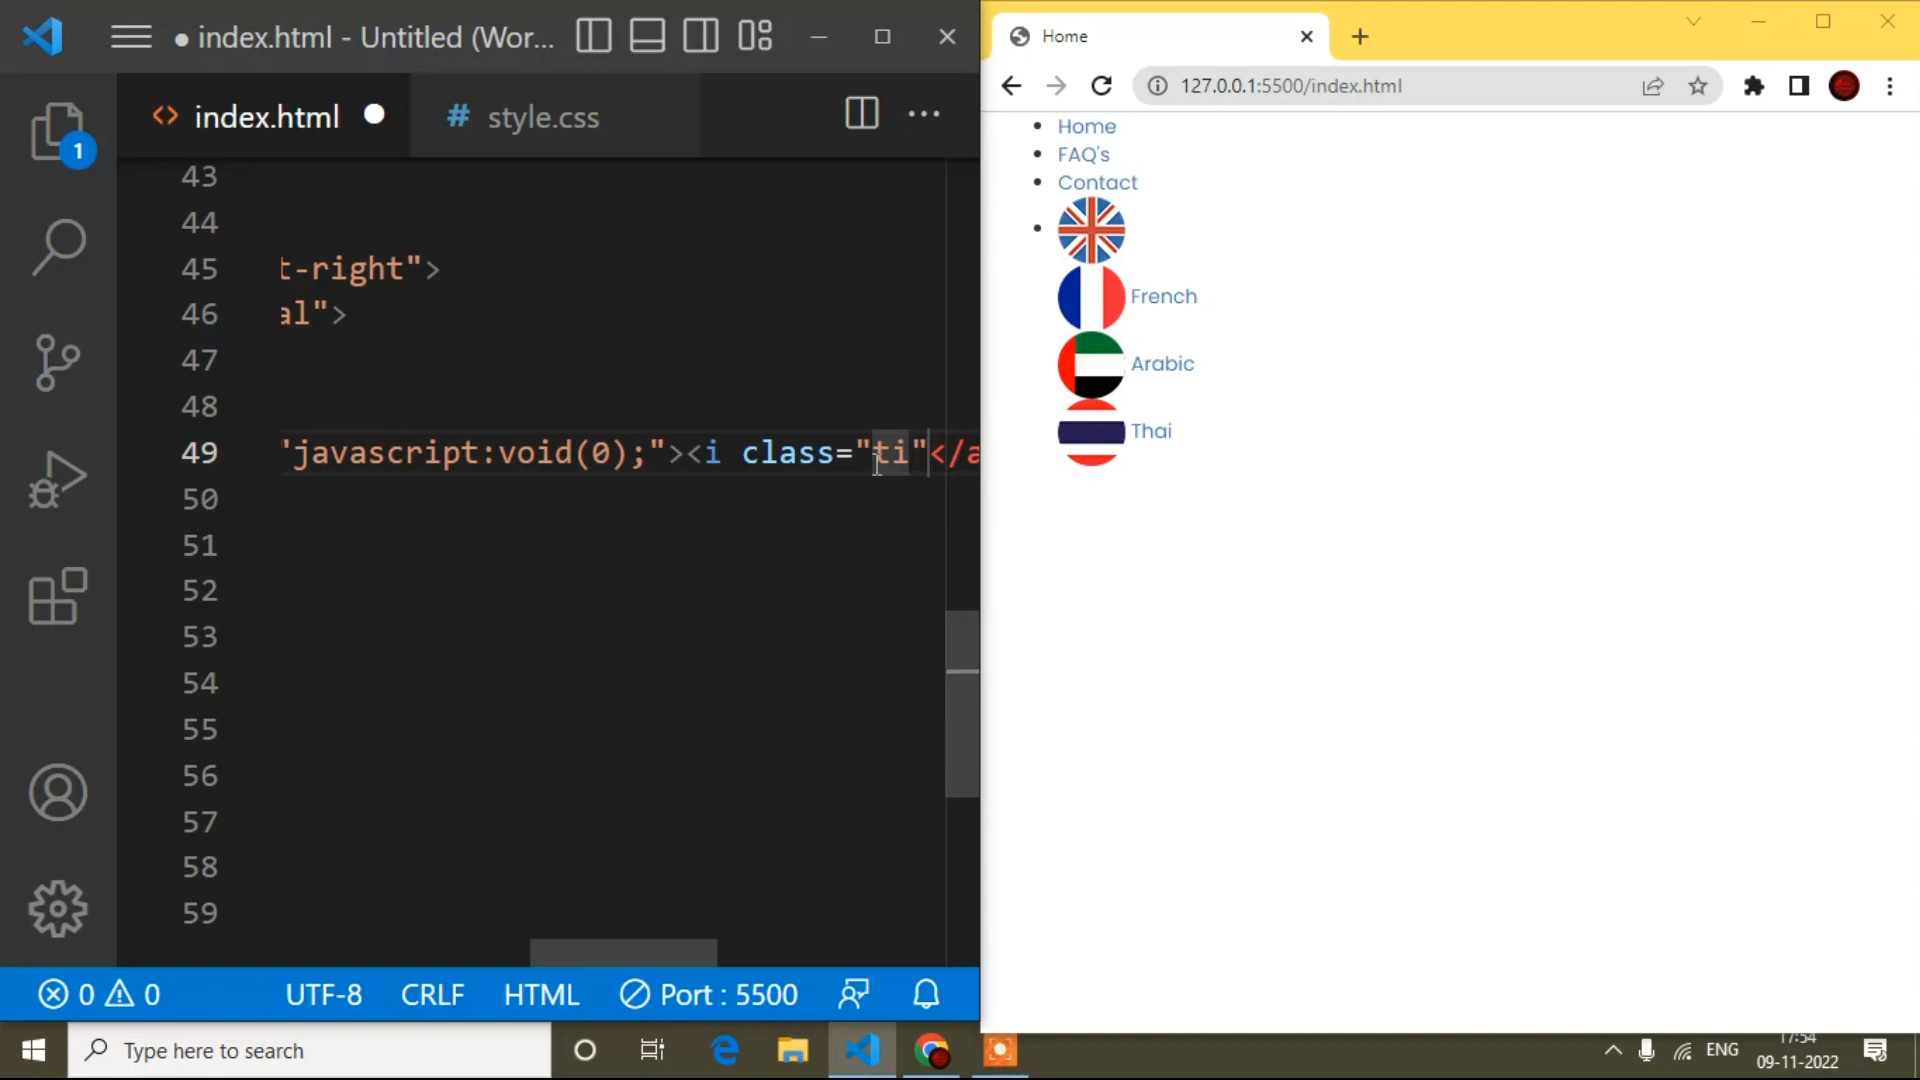 index.html - Untitled (Wor...
index.html
# style.css
1
43
44
45 t-right">
46 al">
47
48
49 "javascript:void(0);"><i class="ti"</a
50
51
52
53
54
55
56
57
58
59
0 0 UTF-8 CRLF HTML Port : 5500
Home
127.0.0.1:5500/index.html
Home
FAQ's
Contact
French
Arabic
Thai
Type here to search
ENG
17:54
09-11-2022